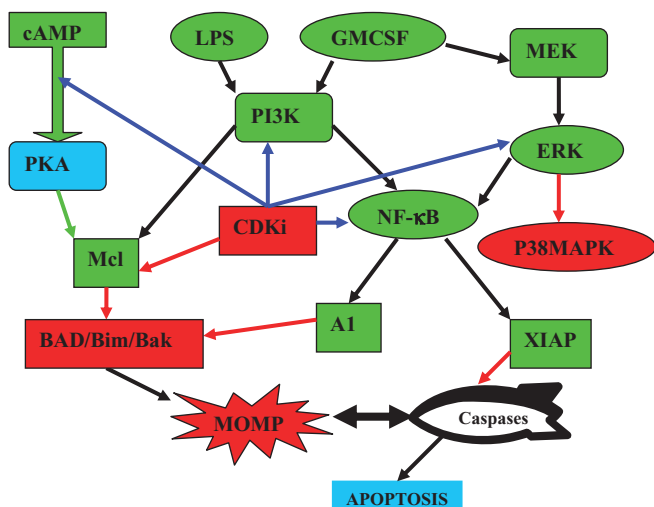 cAMP
LPS
GMCSF
MEK
PI3K
PKA
ERK
NF-κB
CDKi
P38MAPK
Mcl
A1
XIAP
BAD/Bim/Bak
MOMP
Caspases
APOPTOSIS